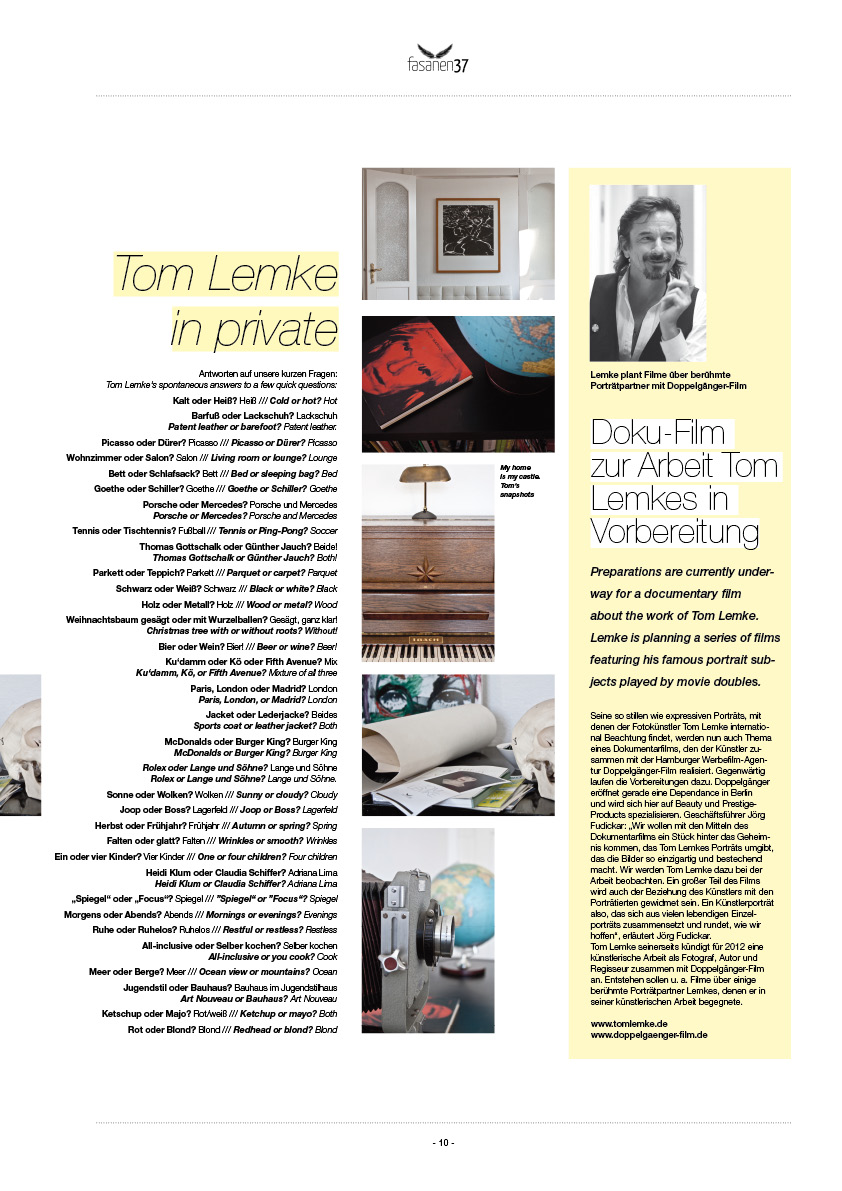 fasanen37
Tom Lemke
in private
Antworten auf unsere kurzen Fragen:
Tom Lemke's spontaneous answers to a few quick questions:
Kalt oder Heiß? Heiß /// Cold or hot? Hot
Barfuß oder Lackschuh? Lackschuh
Patent leather or barefoot? Patent leather.
Picasso oder Dürer? Picasso /// Picasso or Dürer? Picasso
Wohnzimmer oder Salon? Salon /// Living room or lounge? Lounge
Bett oder Schlafsack? Bett /// Bed or sleeping bag? Bed
Goethe oder Schiller? Goethe /// Goethe or Schiller? Goethe
Porsche oder Mercedes? Porsche und Mercedes
Porsche or Mercedes? Porsche and Mercedes
Tennis oder Tischtennis? Fußball /// Tennis or Ping-Pong? Soccer
Thomas Gottschalk oder Günther Jauch? Beide!
Thomas Gottschalk or Günther Jauch? Both!
Parkett oder Teppich? Parkett /// Parquet or carpet? Parquet
Schwarz oder Weiß? Schwarz /// Black or white? Black
Holz oder Metall? Holz /// Wood or metal? Wood
Weihnachtsbaum gesägt oder mit Wurzelballen? Gesägt, ganz klar!
Christmas tree with or without roots? Without!
Bier oder Wein? Bier! /// Beer or wine? Beer!
Ku'damm oder Kö oder Fifth Avenue? Mix
Ku'damm, Kö, or Fifth Avenue? Mixture of all three
Paris, London oder Madrid? London
Paris, London, or Madrid? London
Jacket oder Lederjacke? Beides
Sports coat or leather jacket? Both
McDonalds oder Burger King? Burger King
McDonalds or Burger King? Burger King
Rolex oder Lange und Söhne? Lange und Söhne
Rolex or Lange und Söhne? Lange und Söhne.
Sonne oder Wolken? Wolken /// Sunny or cloudy? Cloudy
Joop oder Boss? Lagerfeld /// Joop or Boss? Lagerfeld
Herbst oder Frühjahr? Frühjahr /// Autumn or spring? Spring
Falten oder glatt? Falten /// Wrinkles or smooth? Wrinkles
Ein oder vier Kinder? Vier Kinder /// One or four children? Four children
Heidi Klum oder Claudia Schiffer? Adriana Lima
Heidi Klum or Claudia Schiffer? Adriana Lima
„Spiegel“ oder „Focus“? Spiegel /// "Spiegel“ or "Focus“? Spiegel
Morgens oder Abends? Abends /// Mornings or evenings? Evenings
Ruhe oder Ruhelos? Ruhelos /// Restful or restless? Restless
All-inclusive oder Selber kochen? Selber kochen
All-inclusive or you cook? Cook
Meer oder Berge? Meer /// Ocean view or mountains? Ocean
Jugendstil oder Bauhaus? Bauhaus im Jugendstilhaus
Art Nouveau or Bauhaus? Art Nouveau
Ketschup oder Majo? Rot/weiß /// Ketchup or mayo? Both
Rot oder Blond? Blond /// Redhead or blond? Blond
My home
is my castle.
Tom's
snapshots
IBACH
Lemke plant Filme über berühmte
Porträtpartner mit Doppelgänger-Film
Doku-Film
zur Arbeit Tom
Lemkes in
Vorbereitung
Preparations are currently under-
way for a documentary film
about the work of Tom Lemke.
Lemke is planning a series of films
featuring his famous portrait sub-
jects played by movie doubles.
Seine so stillen wie expressiven Porträts, mit
denen der Fotokünstler Tom Lemke internatio-
nal Beachtung findet, werden nun auch Thema
eines Dokumentarfilms, den der Künstler zu-
sammen mit der Hamburger Werbefilm-Agen-
tur Doppelgänger-Film realisiert. Gegenwärtig
laufen die Vorbereitungen dazu. Doppelgänger
eröffnet gerade eine Dependance in Berlin
und wird sich hier auf Beauty und Prestige-
Products spezialisieren. Geschäftsführer Jörg
Fudickar: „Wir wollen mit den Mitteln des
Dokumentarfilms ein Stück hinter das Geheim-
nis kommen, das Tom Lemkes Porträts umgibt,
das die Bilder so einzigartig und bestechend
macht. Wir werden Tom Lemke dazu bei der
Arbeit beobachten. Ein großer Teil des Films
wird auch der Beziehung des Künstlers mit den
Porträtierten gewidmet sein. Ein Künstlerporträt
also, das sich aus vielen lebendigen Einzel-
porträts zusammensetzt und rundet, wie wir
hoffen“, erläutert Jörg Fudickar.
Tom Lemke seinerseits kündigt für 2012 eine
künstlerische Arbeit als Fotograf, Autor und
Regisseur zusammen mit Doppelgänger-Film
an. Entstehen sollen u. a. Filme über einige
berühmte Porträtpartner Lemkes, denen er in
seiner künstlerischen Arbeit begegnete.
www.tomlemke.de
www.doppelgaenger-film.de
- 10 -